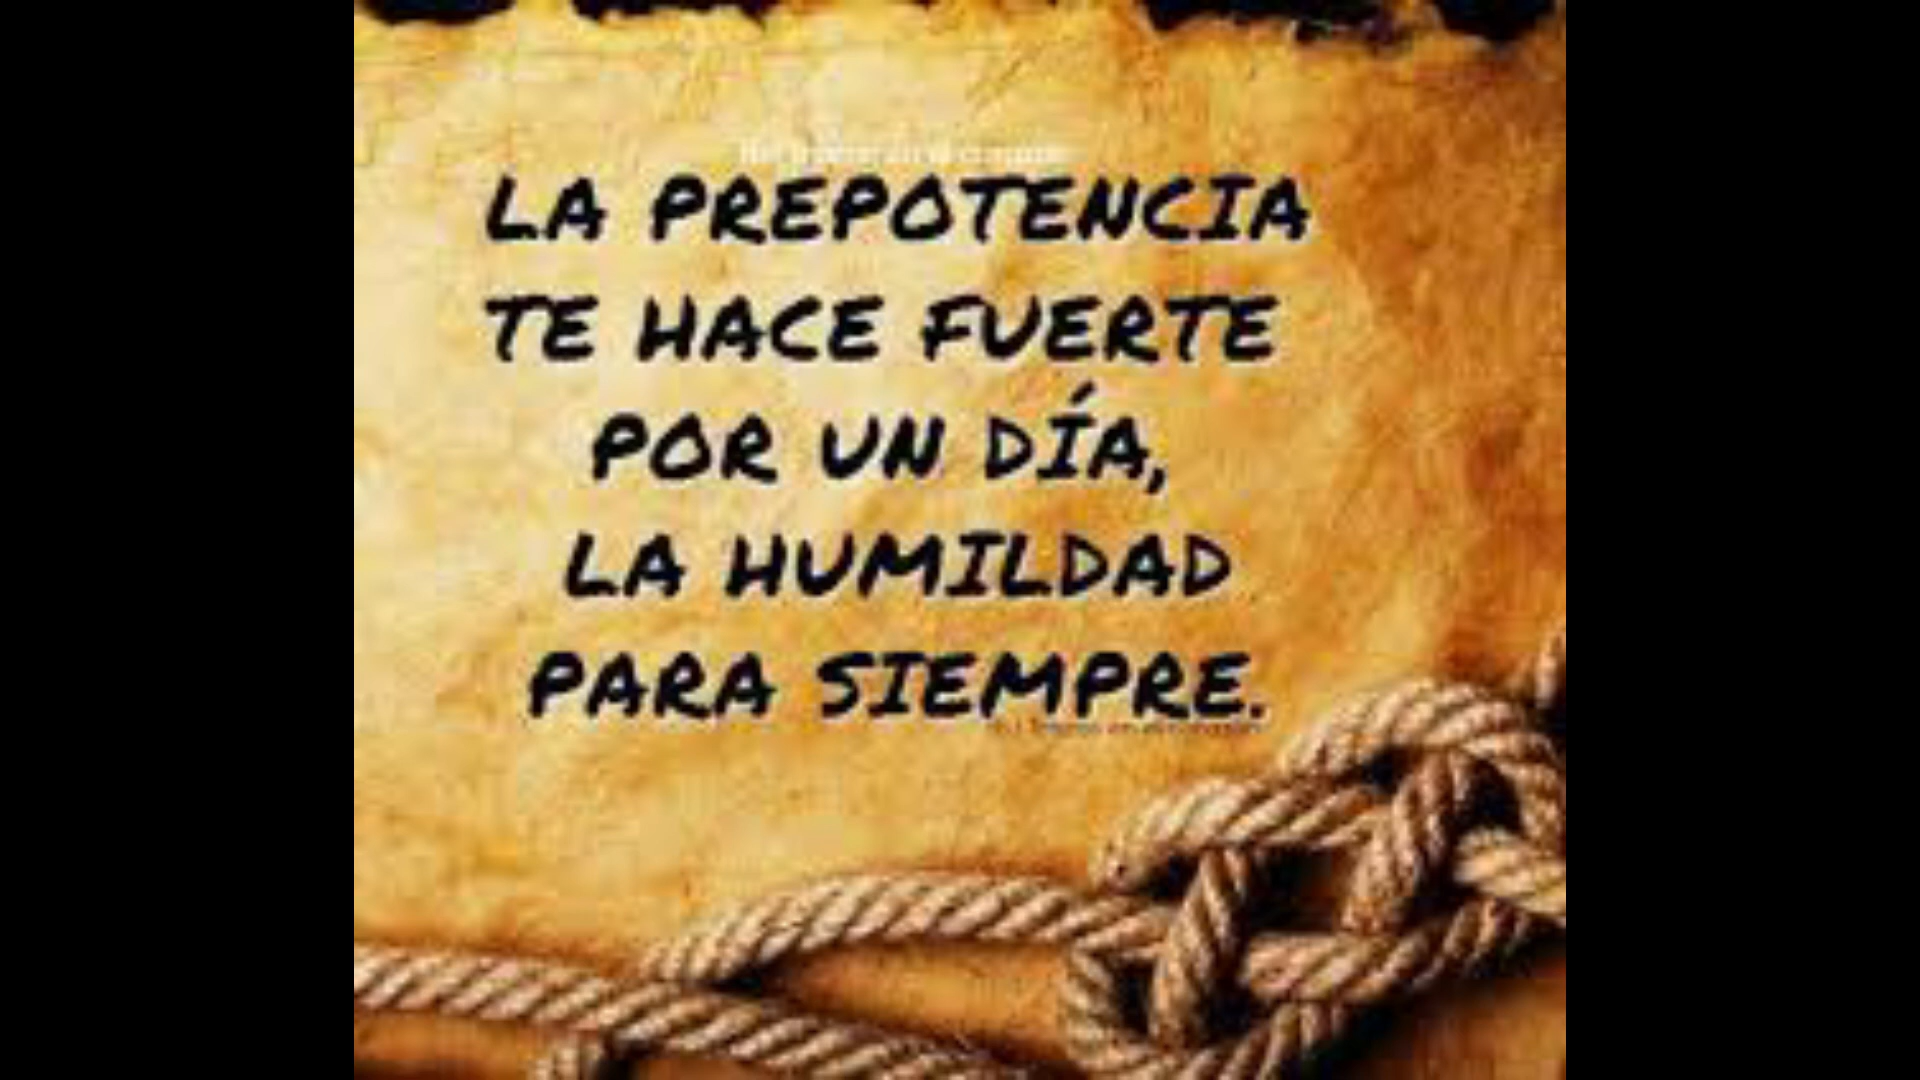 LA PREPOTENCIA
TE HACE FUERTE
POR UN DÍA,
LA HUMILDAD
PARA SIEMPRE.